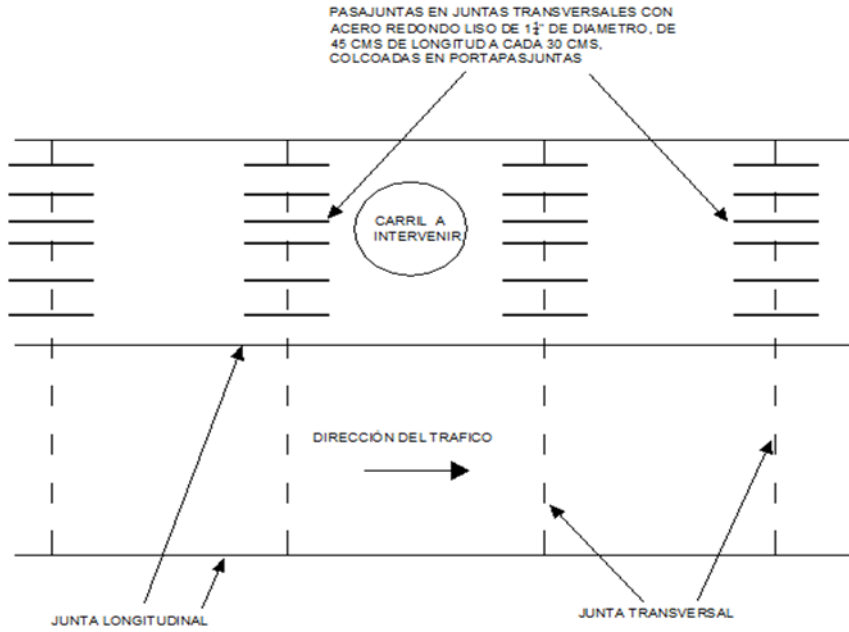 PASAJUNTAS EN JUNTAS TRANSVERSALES CON
ACERO REDONDO LISO DE 1½" DE DIAMETRO, DE
45 CMS DE LONGITUD A CADA 30 CMS,
COLCOADAS EN PORTAPASJUNTAS
CARRIL A
INTERVENIR
DIRECCIÓN DEL TRAFICO
JUNTA LONGITUDINAL
JUNTA TRANSVERSAL